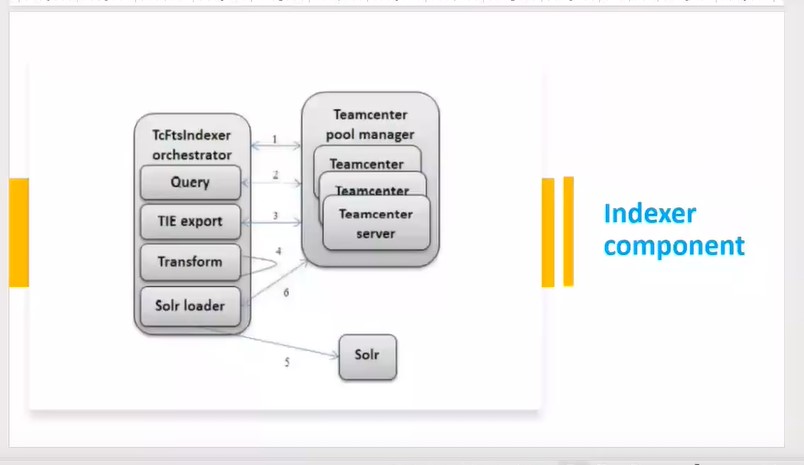 TcFtsIndexer
orchestrator
Query
TIE export
Transform
Solr loader
1
2
3
4
6
5
Teamcenter
pool manager
Teamcenter
Teamcenter
Teamcenter
server
Solr
Indexer
component